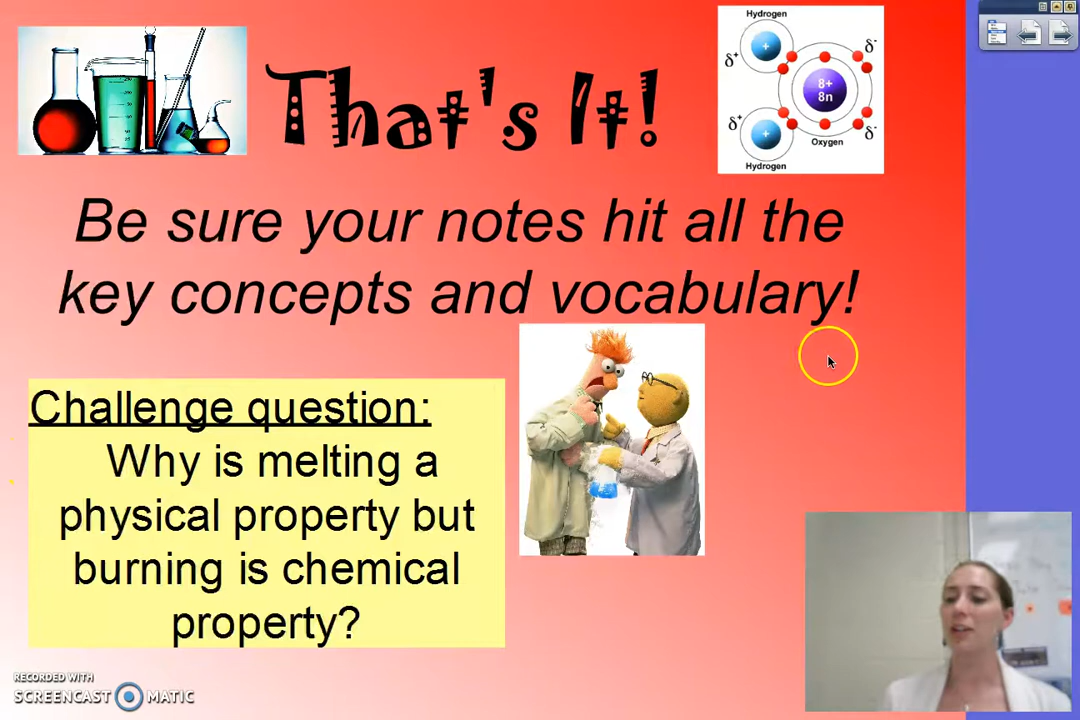 Hydrogen
δ+
δ-
8+
8n
δ+
δ-
Oxygen
Hydrogen
That's It!
Be sure your notes hit all the
key concepts and vocabulary!
Challenge question:
Why is melting a
physical property but
burning is chemical
property?
RECORDED WITH
SCREENCAST MATIC